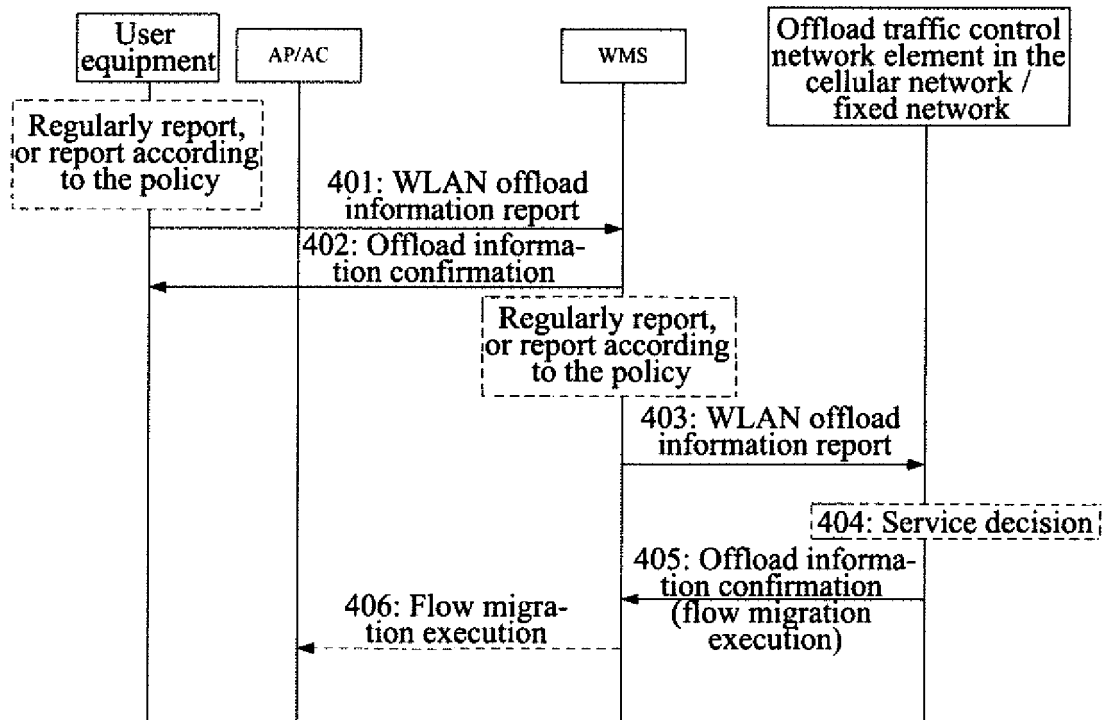 User
equipment
AP/AC
WMS
Offload traffic control
network element in the
cellular network /
fixed network
Regularly report,
or report according
to the policy
401: WLAN offload
information report
402: Offload informa-
tion confirmation
Regularly report,
or report according
to the policy
403: WLAN offload
information report
404: Service decision
405: Offload informa-
tion confirmation
(flow migration
execution)
406: Flow migra-
tion execution